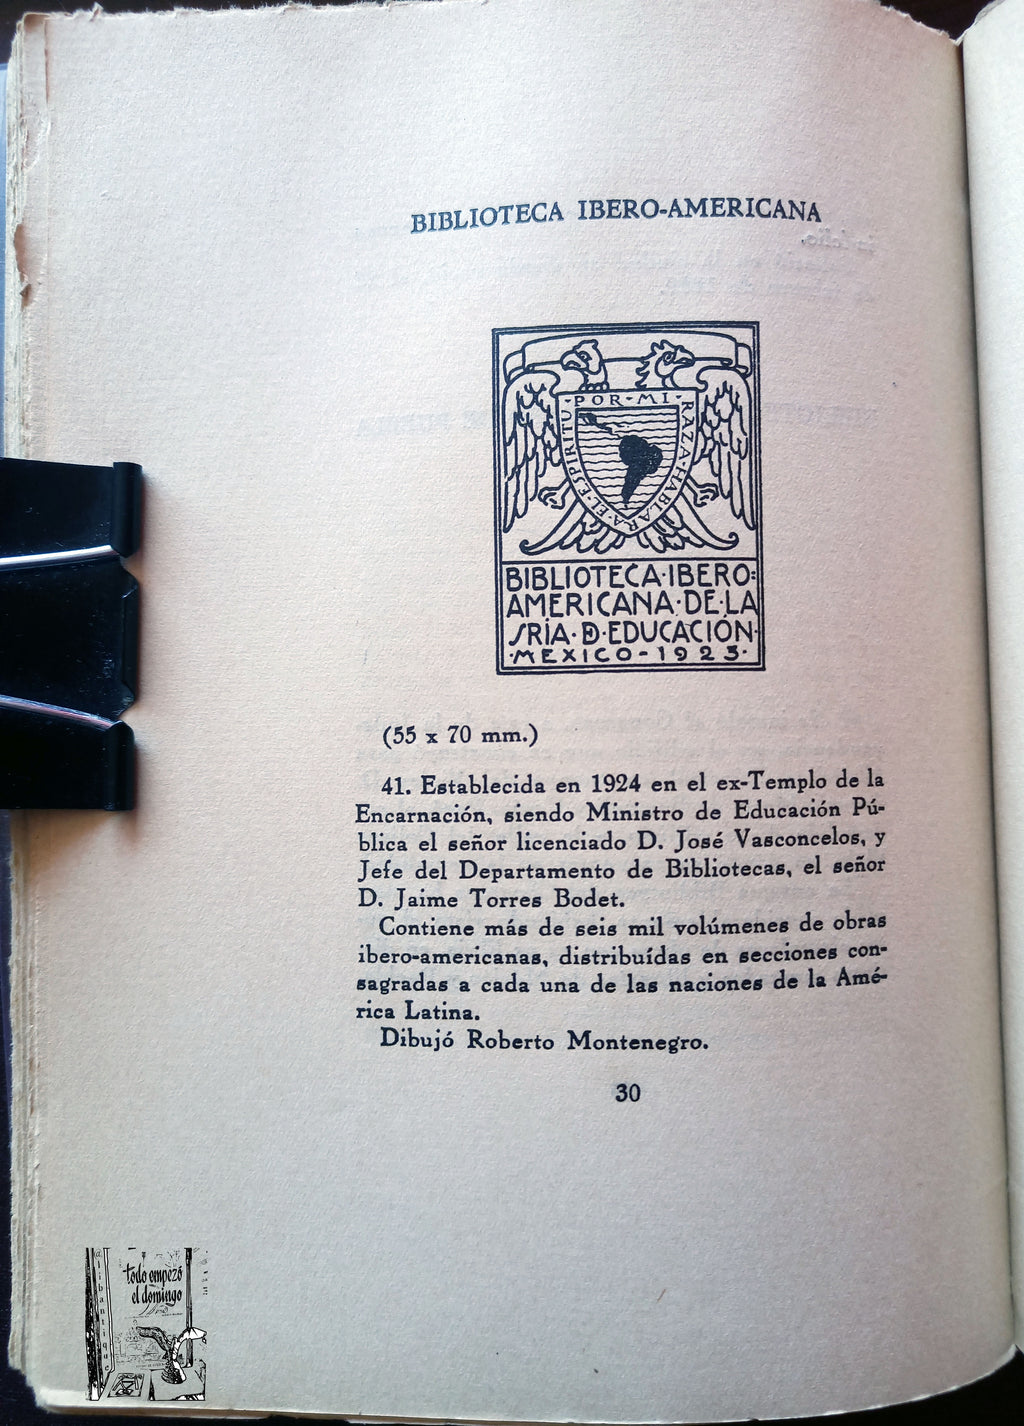 BIBLIOTECA IBERO-AMERICANA
POR·MI·RAZA·HABLARA·EL·ESPIRITU
BIBLIOTECA·IBERO=
AMERICANA·DE·LA
SRÍA·DE·EDUCACIÓN·
·MEXICO-1923·
(55 x 70 mm.)
41. Establecida en 1924 en el ex-Templo de la
Encarnación, siendo Ministro de Educación Pú-
blica el señor licenciado D. José Vasconcelos, y
Jefe del Departamento de Bibliotecas, el señor
D. Jaime Torres Bodet.
Contiene más de seis mil volúmenes de obras
ibero-americanas, distribuídas en secciones con-
sagradas a cada una de las naciones de la Amé-
rica Latina.
Dibujó Roberto Montenegro.
30
todo empezó
el domingo